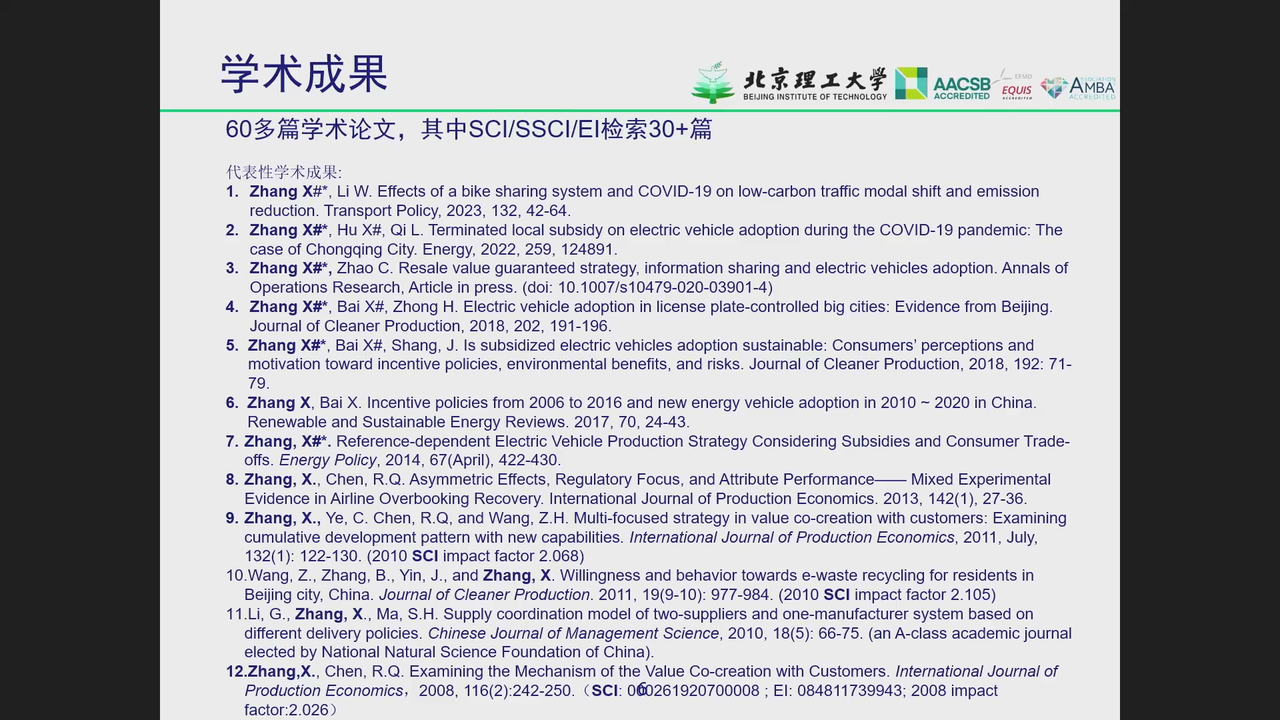 学术成果
北京理工大学
BEIJING INSTITUTE OF TECHNOLOGY
AACSB
ACCREDITED
EFMD
EQUIS
ACCREDITED
ASSOCIATION
AMBA
ACCREDITED
60多篇学术论文，其中SCI/SSCI/EI检索30+篇
代表性学术成果:
1. Zhang X#*, Li W. Effects of a bike sharing system and COVID-19 on low-carbon traffic modal shift and emission
reduction. Transport Policy, 2023, 132, 42-64.
2. Zhang X#*, Hu X#, Qi L. Terminated local subsidy on electric vehicle adoption during the COVID-19 pandemic: The
case of Chongqing City. Energy, 2022, 259, 124891.
3. Zhang X#*, Zhao C. Resale value guaranteed strategy, information sharing and electric vehicles adoption. Annals of
Operations Research, Article in press. (doi: 10.1007/s10479-020-03901-4)
4. Zhang X#*, Bai X#, Zhong H. Electric vehicle adoption in license plate-controlled big cities: Evidence from Beijing.
Journal of Cleaner Production, 2018, 202, 191-196.
5. Zhang X#*, Bai X#, Shang, J. Is subsidized electric vehicles adoption sustainable: Consumers’ perceptions and
motivation toward incentive policies, environmental benefits, and risks. Journal of Cleaner Production, 2018, 192: 71-
79.
6. Zhang X, Bai X. Incentive policies from 2006 to 2016 and new energy vehicle adoption in 2010 ~ 2020 in China.
Renewable and Sustainable Energy Reviews. 2017, 70, 24-43.
7. Zhang, X#*. Reference-dependent Electric Vehicle Production Strategy Considering Subsidies and Consumer Trade-
offs. Energy Policy, 2014, 67(April), 422-430.
8. Zhang, X., Chen, R.Q. Asymmetric Effects, Regulatory Focus, and Attribute Performance—— Mixed Experimental
Evidence in Airline Overbooking Recovery. International Journal of Production Economics. 2013, 142(1), 27-36.
9. Zhang, X., Ye, C. Chen, R.Q, and Wang, Z.H. Multi-focused strategy in value co-creation with customers: Examining
cumulative development pattern with new capabilities. International Journal of Production Economics, 2011, July,
132(1): 122-130. (2010 SCI impact factor 2.068)
10.Wang, Z., Zhang, B., Yin, J., and Zhang, X. Willingness and behavior towards e-waste recycling for residents in
Beijing city, China. Journal of Cleaner Production. 2011, 19(9-10): 977-984. (2010 SCI impact factor 2.105)
11.Li, G., Zhang, X., Ma, S.H. Supply coordination model of two-suppliers and one-manufacturer system based on
different delivery policies. Chinese Journal of Management Science, 2010, 18(5): 66-75. (an A-class academic journal
elected by National Natural Science Foundation of China).
12.Zhang,X., Chen, R.Q. Examining the Mechanism of the Value Co-creation with Customers. International Journal of
Production Economics，2008, 116(2):242-250.（SCI: 000261920700008 ; EI: 084811739943; 2008 impact
factor:2.026）
6